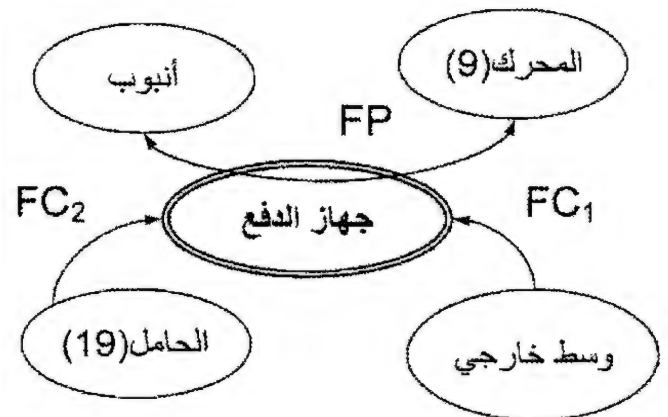 أنبوب
المحرك(9)
FP
FC₂
جهاز الدفع
FC₁
الحامل(19)
وسط خارجي